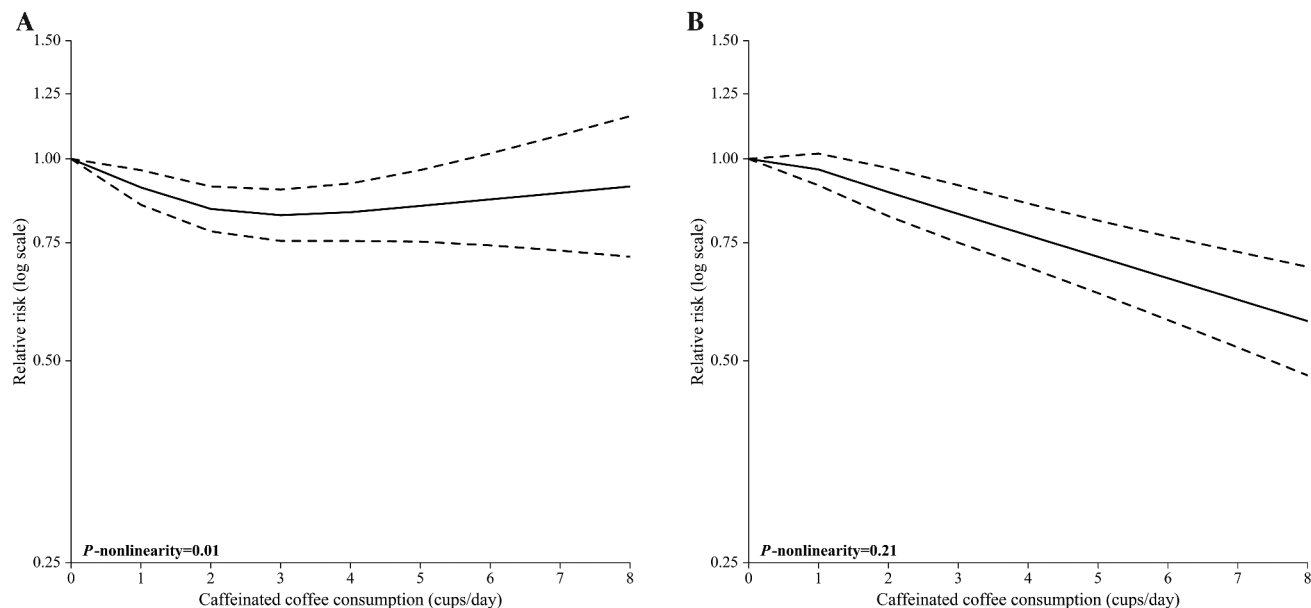 A
1.50
1.25
1.00
0.75
0.50
0.25
Relative risk (log scale)
P-nonlinearity=0.01
0 1 2 3 4 5 6 7 8
Caffeinated coffee consumption (cups/day)
B
1.50
1.25
1.00
0.75
0.50
0.25
Relative risk (log scale)
P-nonlinearity=0.21
0 1 2 3 4 5 6 7 8
Caffeinated coffee consumption (cups/day)